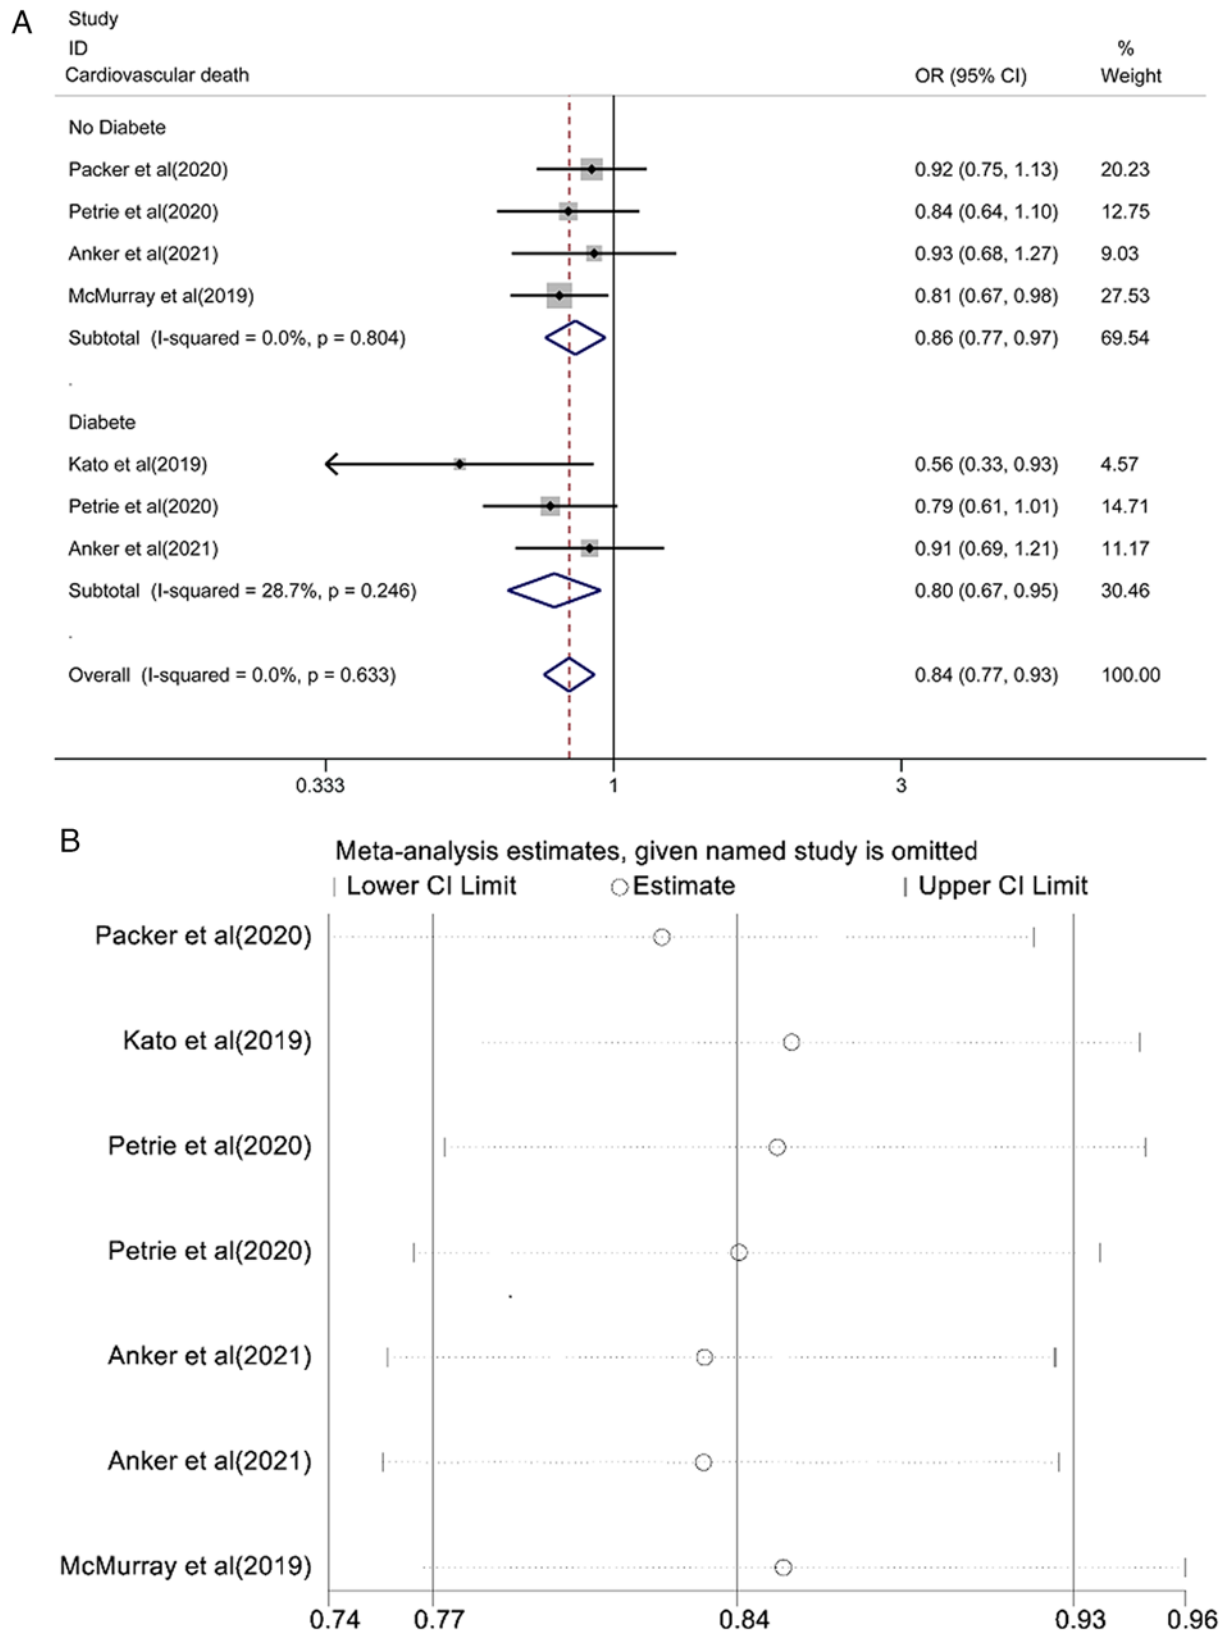 A
Study
ID
%
Cardiovascular death OR (95% CI) Weight
No Diabete
Packer et al(2020) 0.92 (0.75, 1.13) 20.23
Petrie et al(2020) 0.84 (0.64, 1.10) 12.75
Anker et al(2021) 0.93 (0.68, 1.27) 9.03
McMurray et al(2019) 0.81 (0.67, 0.98) 27.53
Subtotal (I-squared = 0.0%, p = 0.804) 0.86 (0.77, 0.97) 69.54
.
Diabete
Kato et al(2019) 0.56 (0.33, 0.93) 4.57
Petrie et al(2020) 0.79 (0.61, 1.01) 14.71
Anker et al(2021) 0.91 (0.69, 1.21) 11.17
Subtotal (I-squared = 28.7%, p = 0.246) 0.80 (0.67, 0.95) 30.46
.
Overall (I-squared = 0.0%, p = 0.633) 0.84 (0.77, 0.93) 100.00
0.333 1 3
B
Meta-analysis estimates, given named study is omitted
Lower CI Limit Estimate Upper CI Limit
Packer et al(2020)
Kato et al(2019)
Petrie et al(2020)
Petrie et al(2020)
Anker et al(2021)
Anker et al(2021)
McMurray et al(2019)
0.74 0.77 0.84 0.93 0.96